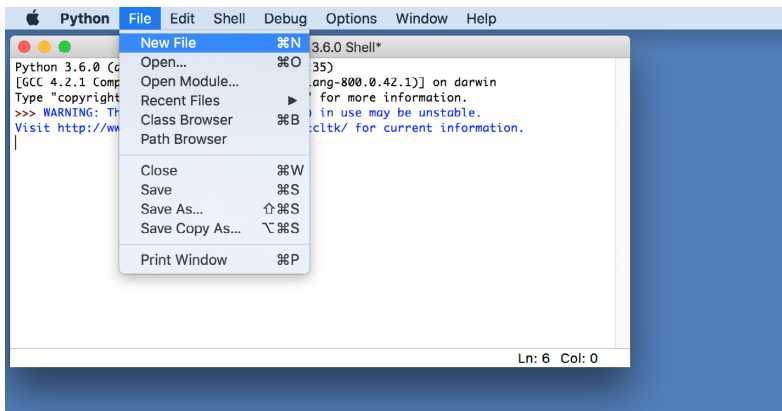 Python File Edit Shell Debug Options Window Help
3.6.0 Shell*
New File ⌘N
Open... ⌘O
Open Module...
Recent Files ▶
Class Browser ⌘B
Path Browser
Close ⌘W
Save ⌘S
Save As... ⇧⌘S
Save Copy As... ⌥⌘S
Print Window ⌘P
Python 3.6.0 ( 35)
[GCC 4.2.1 Comp ang-800.0.42.1)] on darwin
Type "copyright " for more information.
>>> WARNING: Th ) in use may be unstable.
Visit http://ww cltk/ for current information.
Ln: 6 Col: 0